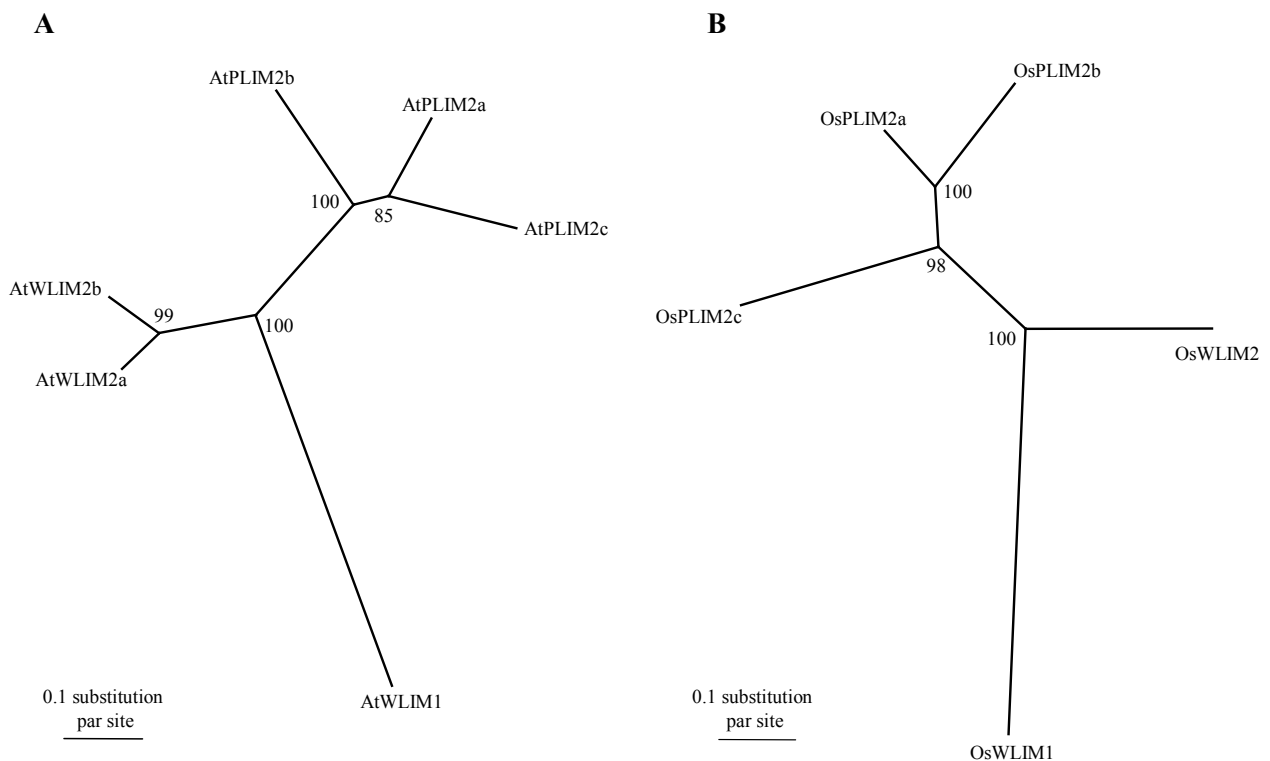 A
AtPLIM2b
AtPLIM2a
100
85
AtPLIM2c
AtWLIM2b
99
100
AtWLIM2a
AtWLIM1
0.1 substitution
par site
B
OsPLIM2b
OsPLIM2a
100
98
OsPLIM2c
100
OsWLIM2
0.1 substitution
par site
OsWLIM1